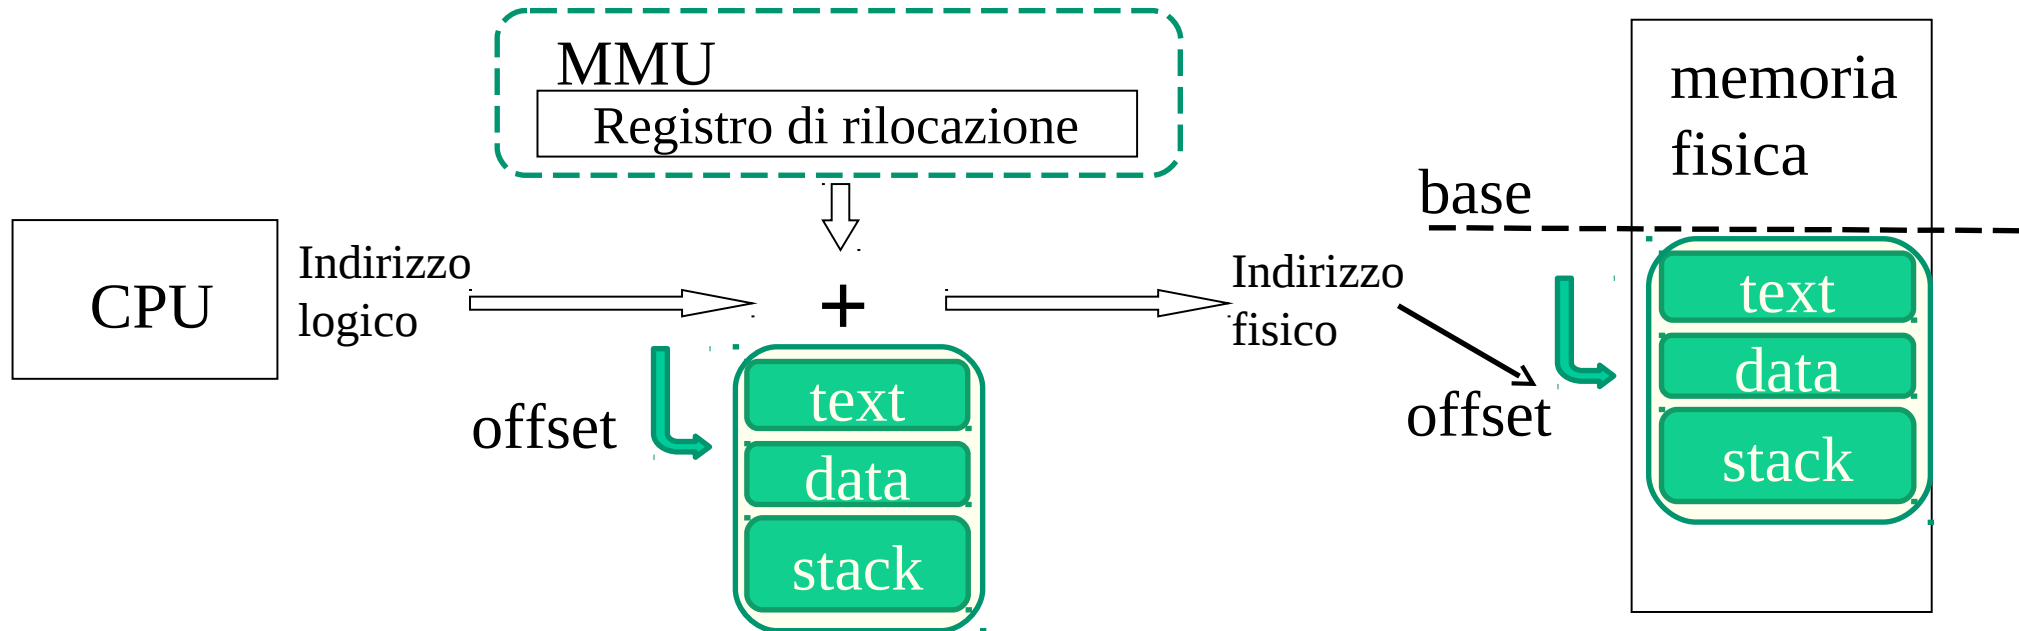 MMU
Registro di rilocazione
CPU
Indirizzo
logico
+
offset
text
data
stack
Indirizzo
fisico
base
offset
memoria
fisica
text
data
stack